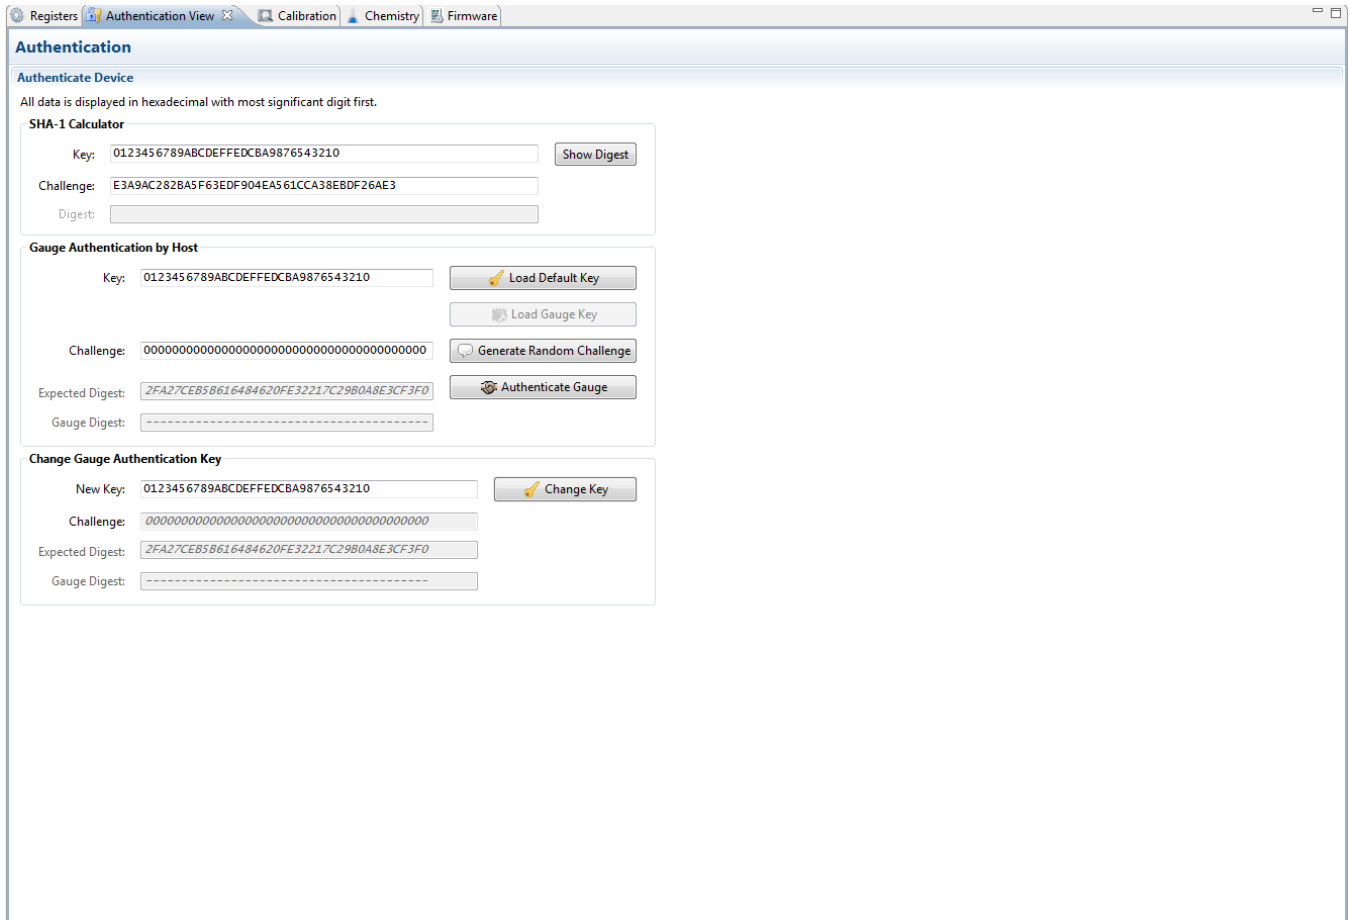 Registers Authentication View Calibration Chemistry Firmware
Authentication
Authenticate Device
All data is displayed in hexadecimal with most significant digit first.
SHA-1 Calculator
Key: 0123456789ABCDEFFEDCBA9876543210 Show Digest
Challenge: E3A9AC282BA5F63EDF904EA561CCA38EBDF26AE3
Digest:
Gauge Authentication by Host
Key: 0123456789ABCDEFFEDCBA9876543210 Load Default Key
Load Gauge Key
Challenge: 0000000000000000000000000000000000000000 Generate Random Challenge
Expected Digest: 2FA27CEB5B616484620FE32217C29B0A8E3CF3F0 Authenticate Gauge
Gauge Digest: ----------------------------------------
Change Gauge Authentication Key
New Key: 0123456789ABCDEFFEDCBA9876543210 Change Key
Challenge: 0000000000000000000000000000000000000000
Expected Digest: 2FA27CEB5B616484620FE32217C29B0A8E3CF3F0
Gauge Digest: ----------------------------------------